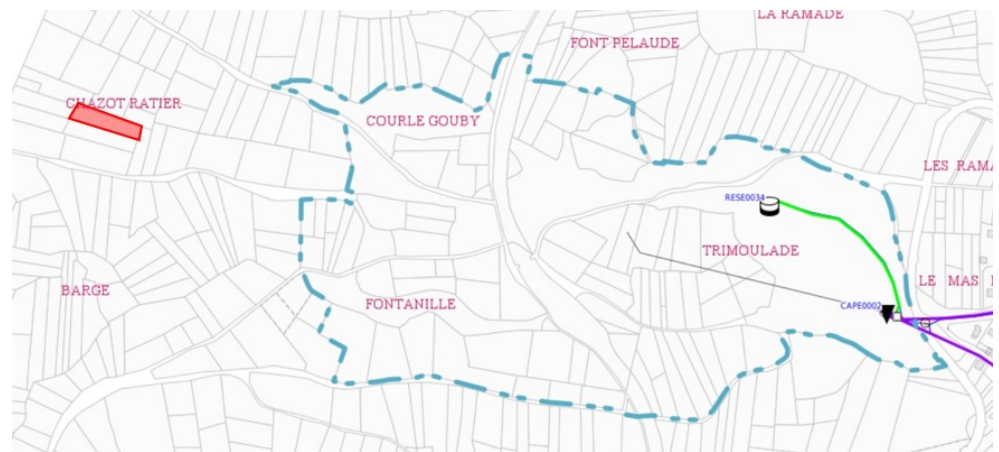 LA RAMADE
FONT PELAUDE
CHAZOT RATIER
COURLE GOUBY
LES RAMA
RESE0034
TRIMOULADE
LE MAS
BARGE
FONTANILLE
CAPE0002